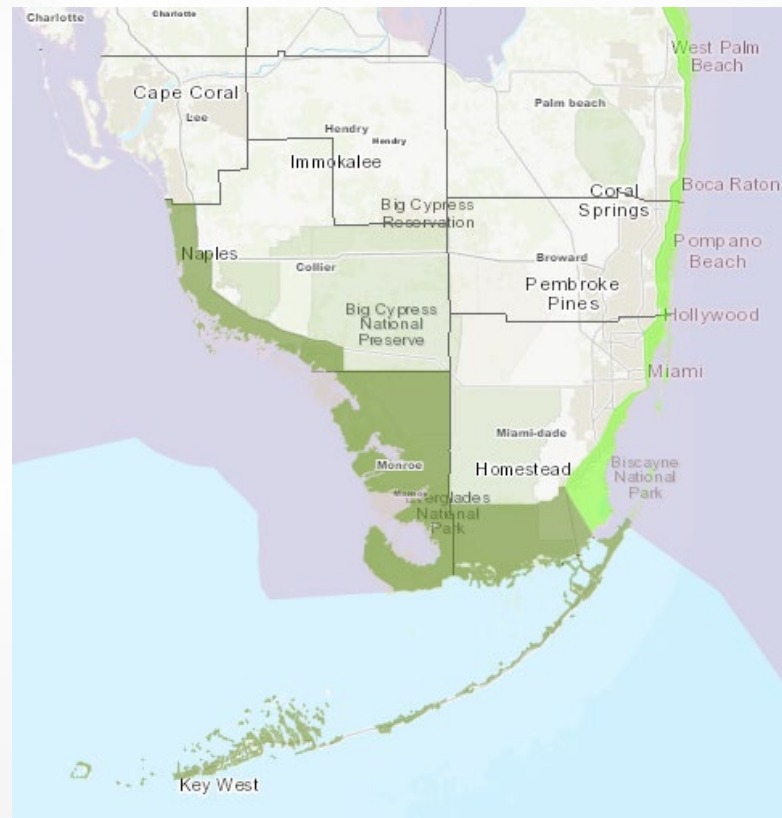 Charlotte
Charlotte
West Palm
Beach
Cape Coral
Lee
Palm beach
Hendry
Hendry
Immokalee
Boca Raton
Coral
Springs
Big Cypress
Reservation
Pompano
Beach
Naples
Collier
Broward
Pembroke
Pines
Big Cypress
National
Preserve
Hollywood
Miami
Miami-dade
Monroe
Homestead
Biscayne
National
Park
Monroe
Everglades
National
Park
Key West